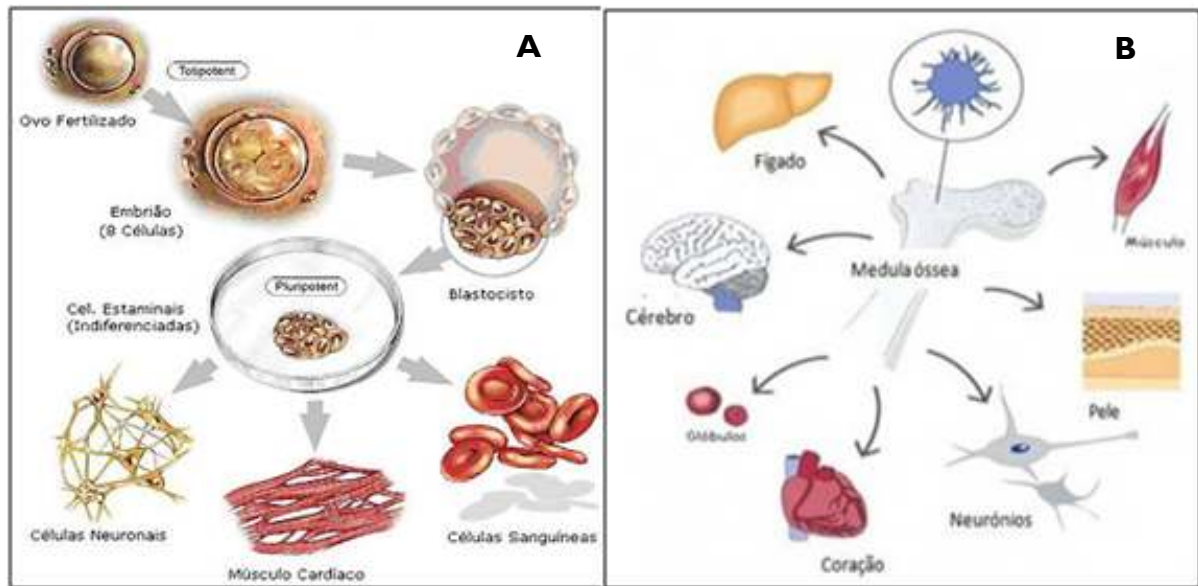 A
Totipotent
Ovo Fertilizado
Embrião
(8 Células)
Blastocisto
Pluripotent
Cel. Estaminais
(Indiferenciadas)
Células Neuronais
Músculo Cardíaco
Células Sanguíneas
B
Fígado
Músculo
Medula óssea
Cérebro
Pele
Glóbulos
Neurónios
Coração